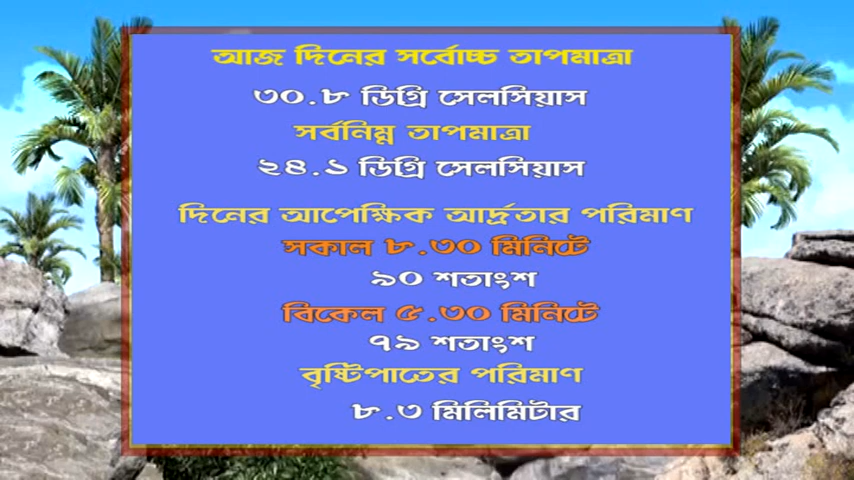 আজ দিনের সর্বোচ্চ তাপমাত্রা
৩০.৮ ডিগ্রি সেলসিয়াস
সর্বনিম্ন তাপমাত্রা
২৪.১ ডিগ্রি সেলসিয়াস
দিনের আপেক্ষিক আর্দ্রতার পরিমাণ
সকাল ৮.৩০ মিনিটে
৯০ শতাংশ
বিকেল ৫.৩০ মিনিটে
৭৯ শতাংশ
বৃষ্টিপাতের পরিমাণ
৮.৩ মিলিমিটার